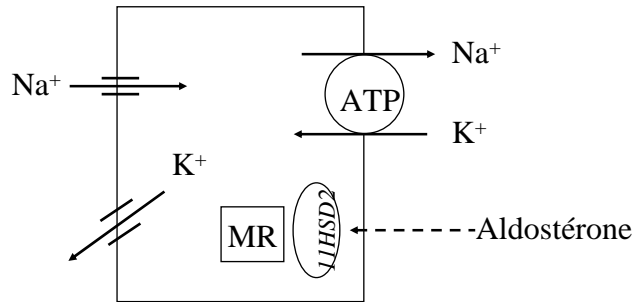 Na⁺
Na⁺
ATP
K⁺
K⁺
MR
11HSD2
Aldostérone